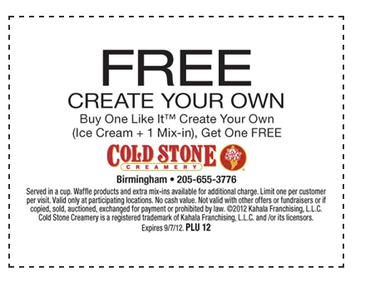 FREE
CREATE YOUR OWN
Buy One Like It™ Create Your Own
(Ice Cream + 1 Mix-in), Get One FREE
COLD STONE
CREAMERY
Birmingham • 205-655-3776
Served in a cup. Waffle products and extra mix-ins available for additional charge. Limit one per customer
per visit. Valid only at participating locations. No cash value. Not valid with other offers or fundraisers or if
copied, sold, auctioned, exchanged for payment or prohibited by law. ©2012 Kahala Franchising, L.L.C.
Cold Stone Creamery is a registered trademark of Kahala Franchising, L.L.C. and /or its licensors.
Expires 9/7/12. PLU 12